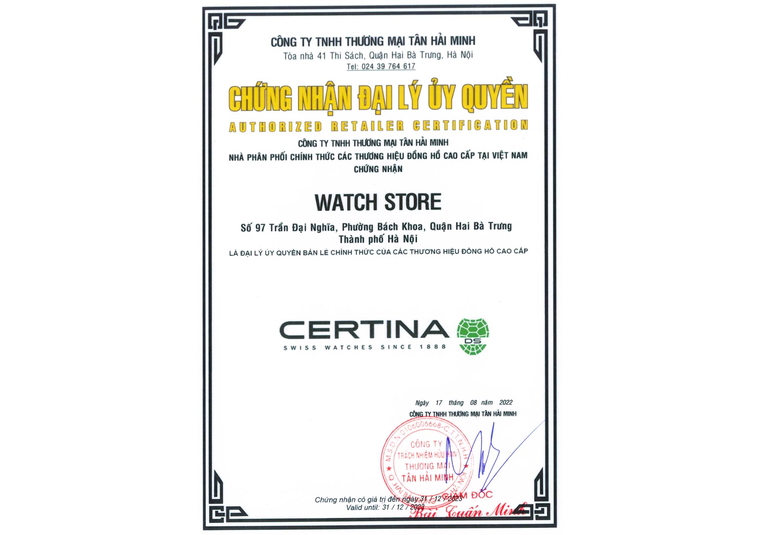 CÔNG TY TNHH THƯƠNG MẠI TÂN HẢI MINH
Tòa nhà 41 Thi Sách, Quận Hai Bà Trưng, Hà Nội
Tel: 024 39 764 617
CHỨNG NHẬN ĐẠI LÝ ỦY QUYỀN
AUTHORIZED RETAILER CERTIFICATION
CÔNG TY TNHH THƯƠNG MẠI TÂN HẢI MINH
NHÀ PHÂN PHỐI CHÍNH THỨC CÁC THƯƠNG HIỆU ĐỒNG HỒ CAO CẤP TẠI VIỆT NAM
CHỨNG NHẬN
WATCH STORE
Số 97 Trần Đại Nghĩa, Phường Bách Khoa, Quận Hai Bà Trưng
Thành phố Hà Nội
LÀ ĐẠI LÝ ỦY QUYỀN BÁN LẺ CHÍNH THỨC CỦA CÁC THƯƠNG HIỆU ĐỒNG HỒ CAO CẤP
CERTINA
DS
SWISS WATCHES SINCE 1888
Ngày 17 tháng 08 năm 2022
CÔNG TY TNHH THƯƠNG MẠI TÂN HẢI MINH
CÔNG TY
TRÁCH NHIỆM HỮU HẠN
THƯƠNG MẠI
TÂN HẢI MINH
GIÁM ĐỐC
Bùi Tuấn Minh
Chứng nhận có giá trị đến ngày 31 / 12 / 2023
Valid until: 31 / 12 / 2023